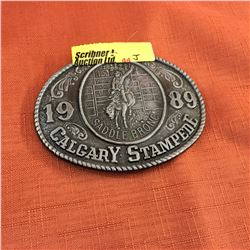 Scribner
Auction Ltd.
19 89
SADDLE BRONC
CALGARY STAMPEDE